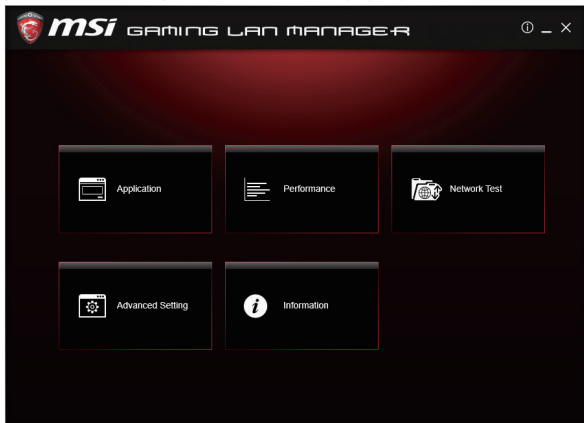 msi GAMING LAN MANAGER
Application
Performance
Network Test
Advanced Setting
Information